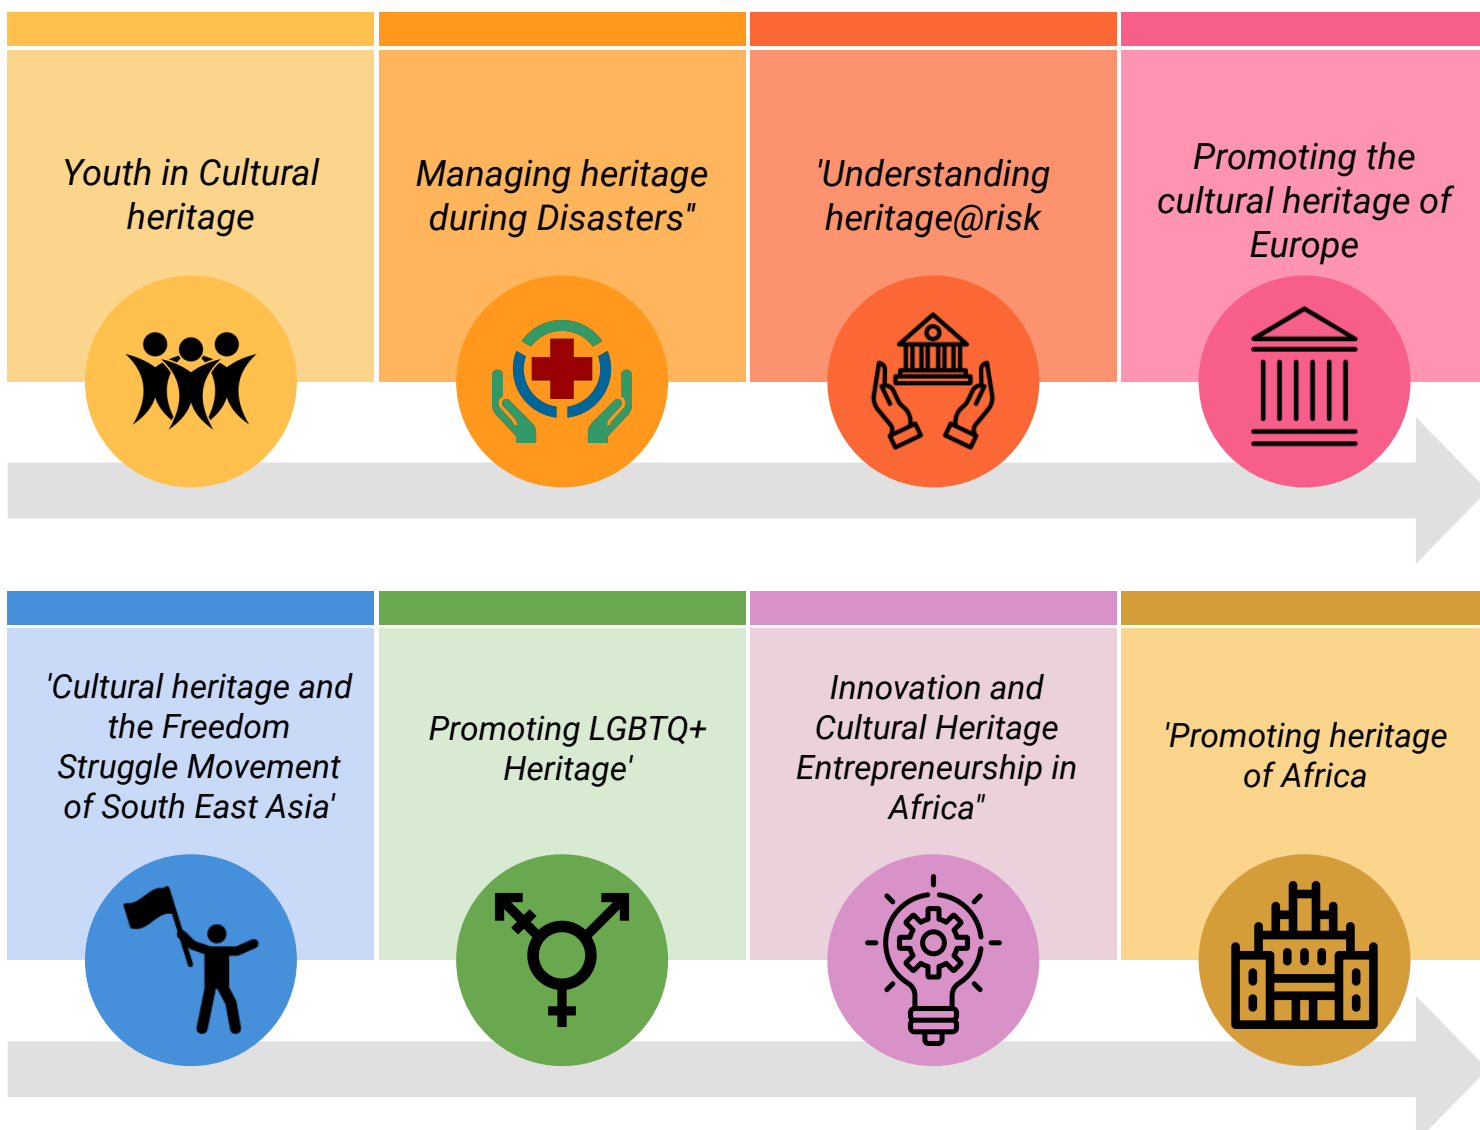 Youth in Cultural
heritage
Managing heritage
during Disasters"
'Understanding
heritage@risk
Promoting the
cultural heritage of
Europe
'Cultural heritage and
the Freedom
Struggle Movement
of South East Asia'
Promoting LGBTQ+
Heritage'
Innovation and
Cultural Heritage
Entrepreneurship in
Africa"
'Promoting heritage
of Africa